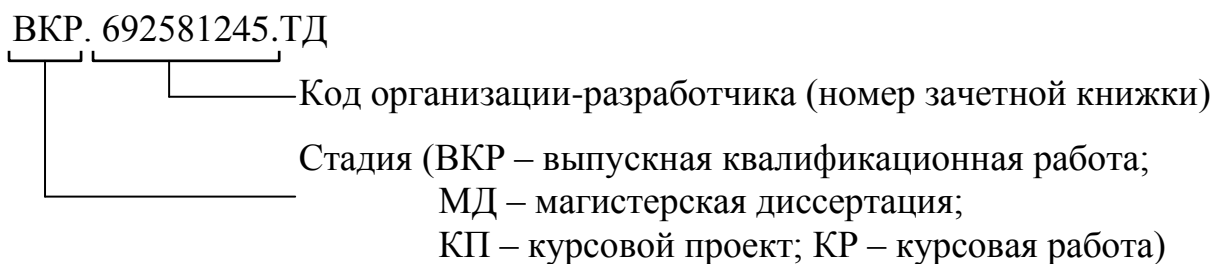 ВКР. 692581245.ТД
Код организации-разработчика (номер зачетной книжки)
Стадия (ВКР – выпускная квалификационная работа;
МД – магистерская диссертация;
КП – курсовой проект; КР – курсовая работа)